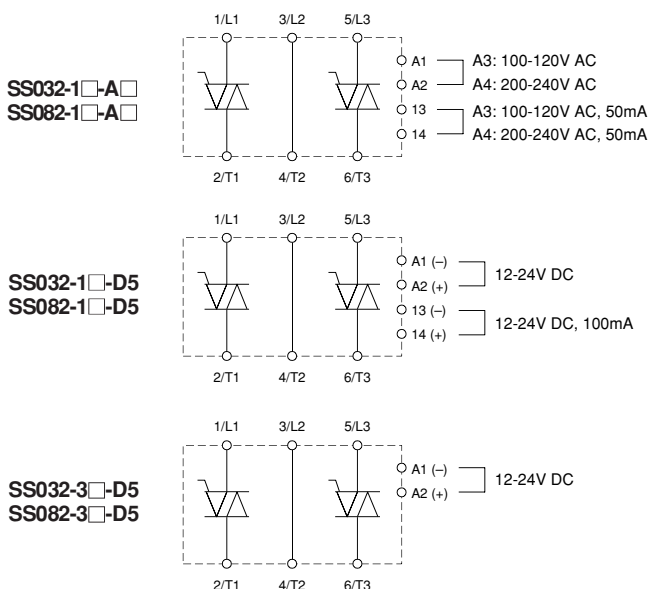 1/L1 3/L2 5/L3
SS032-1□-A□
SS082-1□-A□
A1
A2
A3: 100-120V AC
A4: 200-240V AC
13
14
A3: 100-120V AC, 50mA
A4: 200-240V AC, 50mA
2/T1 4/T2 6/T3
1/L1 3/L2 5/L3
SS032-1□-D5
SS082-1□-D5
A1 (–)
A2 (+)
12-24V DC
13 (–)
14 (+)
12-24V DC, 100mA
2/T1 4/T2 6/T3
1/L1 3/L2 5/L3
SS032-3□-D5
SS082-3□-D5
A1 (–)
A2 (+)
12-24V DC
2/T1 4/T2 6/T3